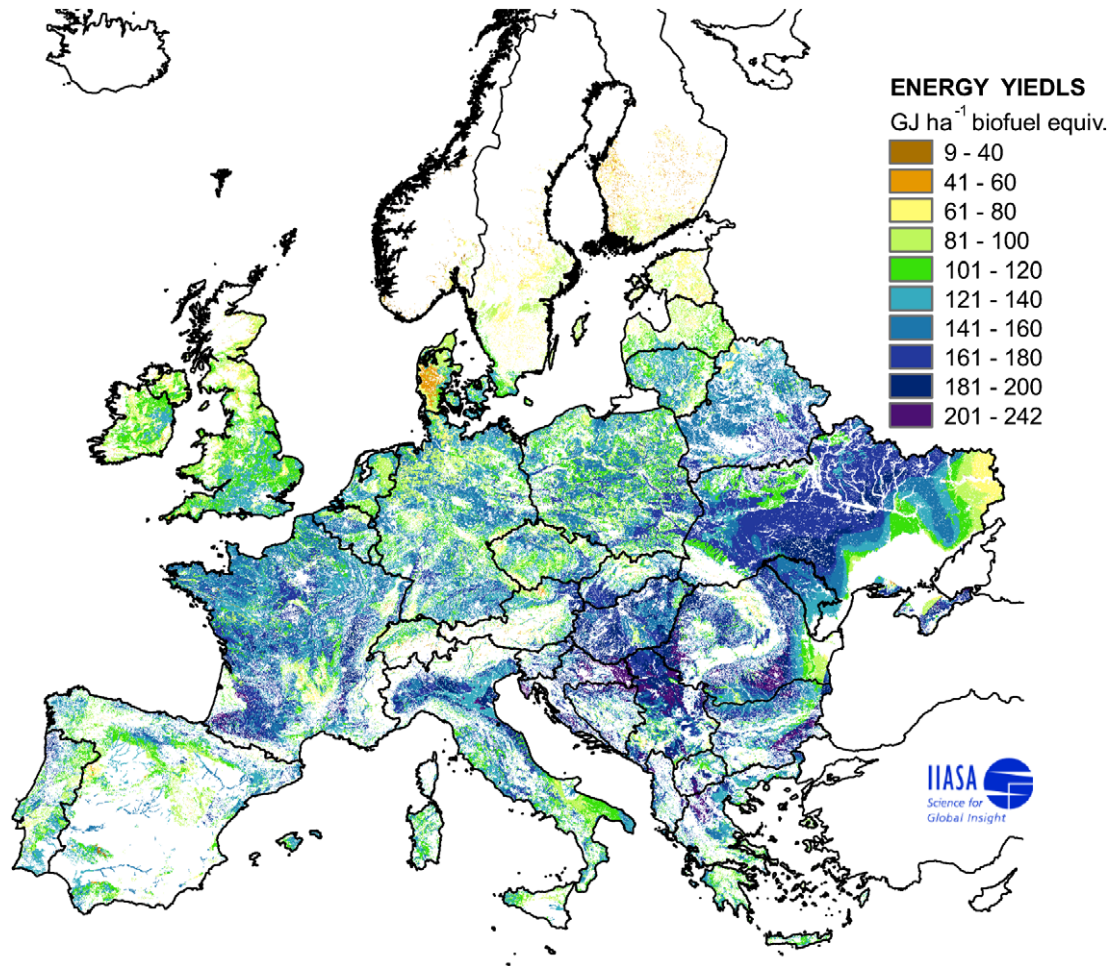 ENERGY YIEDLS
GJ ha-1 biofuel equiv.
9 - 40
41 - 60
61 - 80
81 - 100
101 - 120
121 - 140
141 - 160
161 - 180
181 - 200
201 - 242
IIASA
Science for
Global Insight